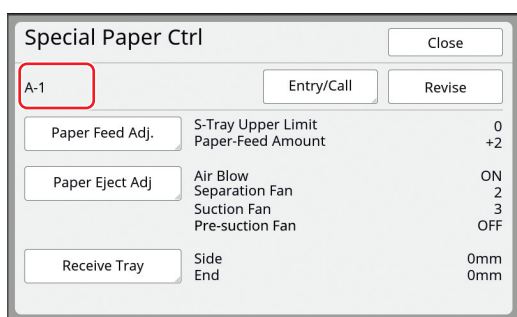 Special Paper Ctrl Close
A-1 Entry/Call Revise
Paper Feed Adj. S-Tray Upper Limit 0
Paper-Feed Amount +2
Paper Eject Adj Air Blow ON
Separation Fan 2
Suction Fan 3
Pre-suction Fan OFF
Receive Tray Side 0mm
End 0mm